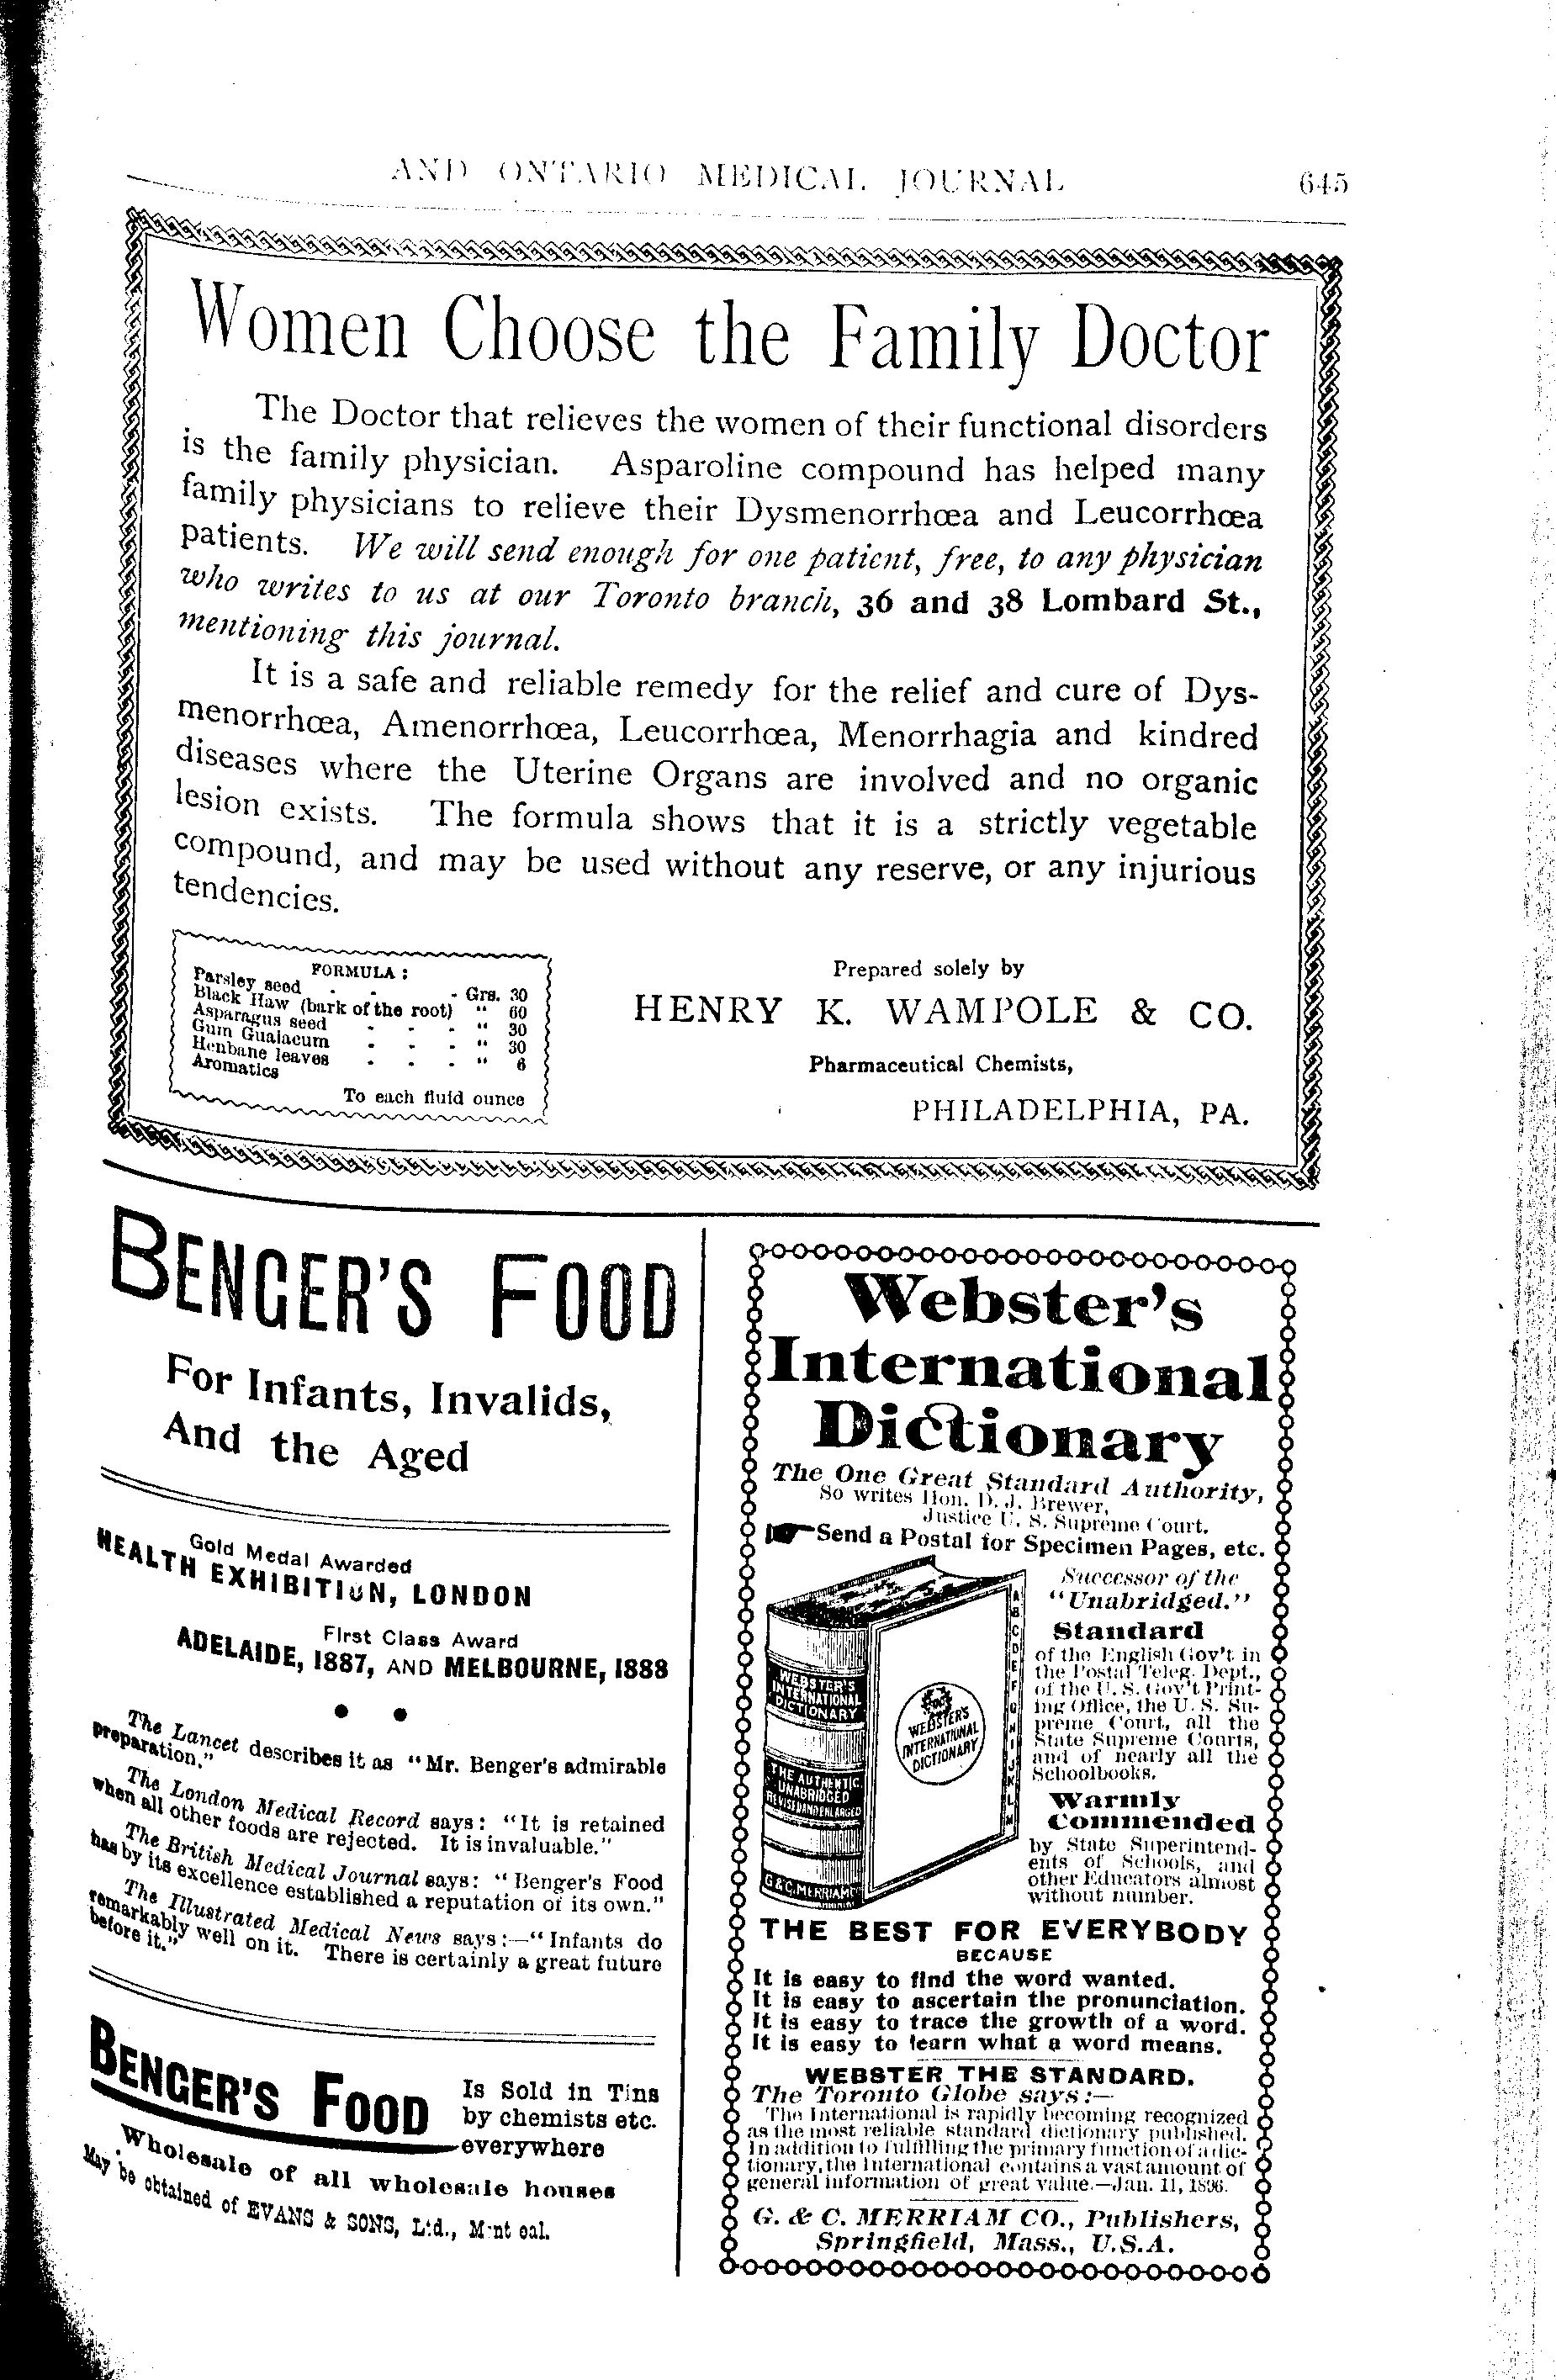 AND ONTARIO MEDICAL JOURNAL 645
Women Choose the Family Doctor
The Doctor that relieves the women of their functional disorders
is the family physician. Asparoline compound has helped many
family physicians to relieve their Dysmenorrhœa and Leucorrhœa
patients. We will send enough for one patient, free, to any physician
who writes to us at our Toronto branch, 36 and 38 Lombard St.,
mentioning this journal.
It is a safe and reliable remedy for the relief and cure of Dys-
menorrhœa, Amenorrhœa, Leucorrhœa, Menorrhagia and kindred
diseases where the Uterine Organs are involved and no organic
lesion exists. The formula shows that it is a strictly vegetable
compound, and may be used without any reserve, or any injurious
tendencies.
FORMULA:
Parsley seed - - - Grs. 30
Black Haw (bark of the root) " 60
Asparagus seed - - - " 30
Gum Guaiacum - - - " 30
Henbane leaves - - - " 6
Aromatics
To each fluid ounce
Prepared solely by
HENRY K. WAMPOLE & CO.
Pharmaceutical Chemists,
PHILADELPHIA, PA.
BENGER'S FOOD
For Infants, Invalids,
And the Aged
Gold Medal Awarded
HEALTH EXHIBITION, LONDON
First Class Award
ADELAIDE, 1887, AND MELBOURNE, 1888
The Lancet describes it as "Mr. Benger's admirable
preparation."
The London Medical Record says: "It is retained
when all other foods are rejected. It is invaluable."
The British Medical Journal says: "Benger's Food
has by its excellence established a reputation of its own."
The Illustrated Medical News says:—"Infants do
remarkably well on it. There is certainly a great future
before it."
BENGER'S FOOD
Is Sold in Tins
by chemists etc.
everywhere
Wholesale of all wholesale houses
May be obtained of EVANS & SONS, Ltd., Montreal.
Webster's
International
Dictionary
The One Great Standard Authority,
So writes Hon. D. J. Brewer,
Justice U. S. Supreme Court.
Send a Postal for Specimen Pages, etc.
WEBSTER'S
INTERNATIONAL
DICTIONARY
THE AUTHENTIC
UNABRIDGED
REVISED AND ENLARGED
G&C. MERRIAM
WEBSTER'S
INTERNATIONAL
DICTIONARY
A
B
C
D
E
F
G
H
I
J
K
L
M
Successor of the
"Unabridged."
Standard
of the English Gov't in
the Postal Teleg. Dept.,
of the U. S. Gov't Print-
ing Office, the U. S. Su-
preme Court, all the
State Supreme Courts,
and of nearly all the
Schoolbooks.
Warmly
Commended
by State Superintend-
ents of Schools, and
other Educators almost
without number.
THE BEST FOR EVERYBODY
BECAUSE
It is easy to find the word wanted.
It is easy to ascertain the pronunciation.
It is easy to trace the growth of a word.
It is easy to learn what a word means.
WEBSTER THE STANDARD.
The Toronto Globe says:—
The International is rapidly becoming recognized
as the most reliable standard dictionary published.
In addition to fulfilling the primary function of a dic-
tionary, the International contains a vast amount of
general information of great value.—Jan. 11, 1896.
G. & C. MERRIAM CO., Publishers,
Springfield, Mass., U.S.A.